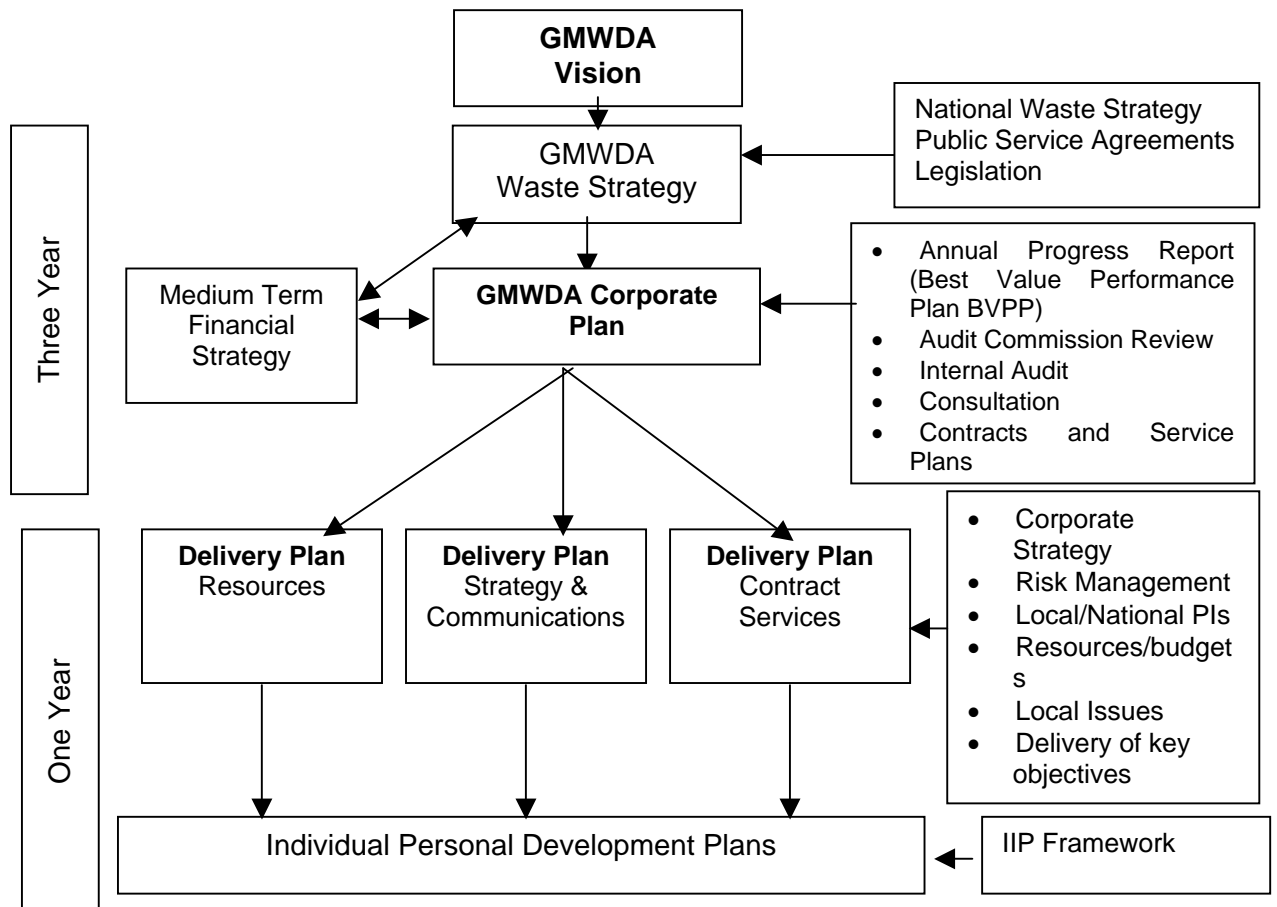 GMWDA
Vision
National Waste Strategy
Public Service Agreements
Legislation
GMWDA
Waste Strategy
Three Year
Medium Term
Financial
Strategy
GMWDA Corporate
Plan
• Annual Progress Report
(Best Value Performance
Plan BVPP)
• Audit Commission Review
• Internal Audit
• Consultation
• Contracts and Service
Plans
One Year
Delivery Plan
Resources
Delivery Plan
Strategy &
Communications
Delivery Plan
Contract
Services
• Corporate
Strategy
• Risk Management
• Local/National PIs
• Resources/budget
s
• Local Issues
• Delivery of key
objectives
Individual Personal Development Plans
IIP Framework